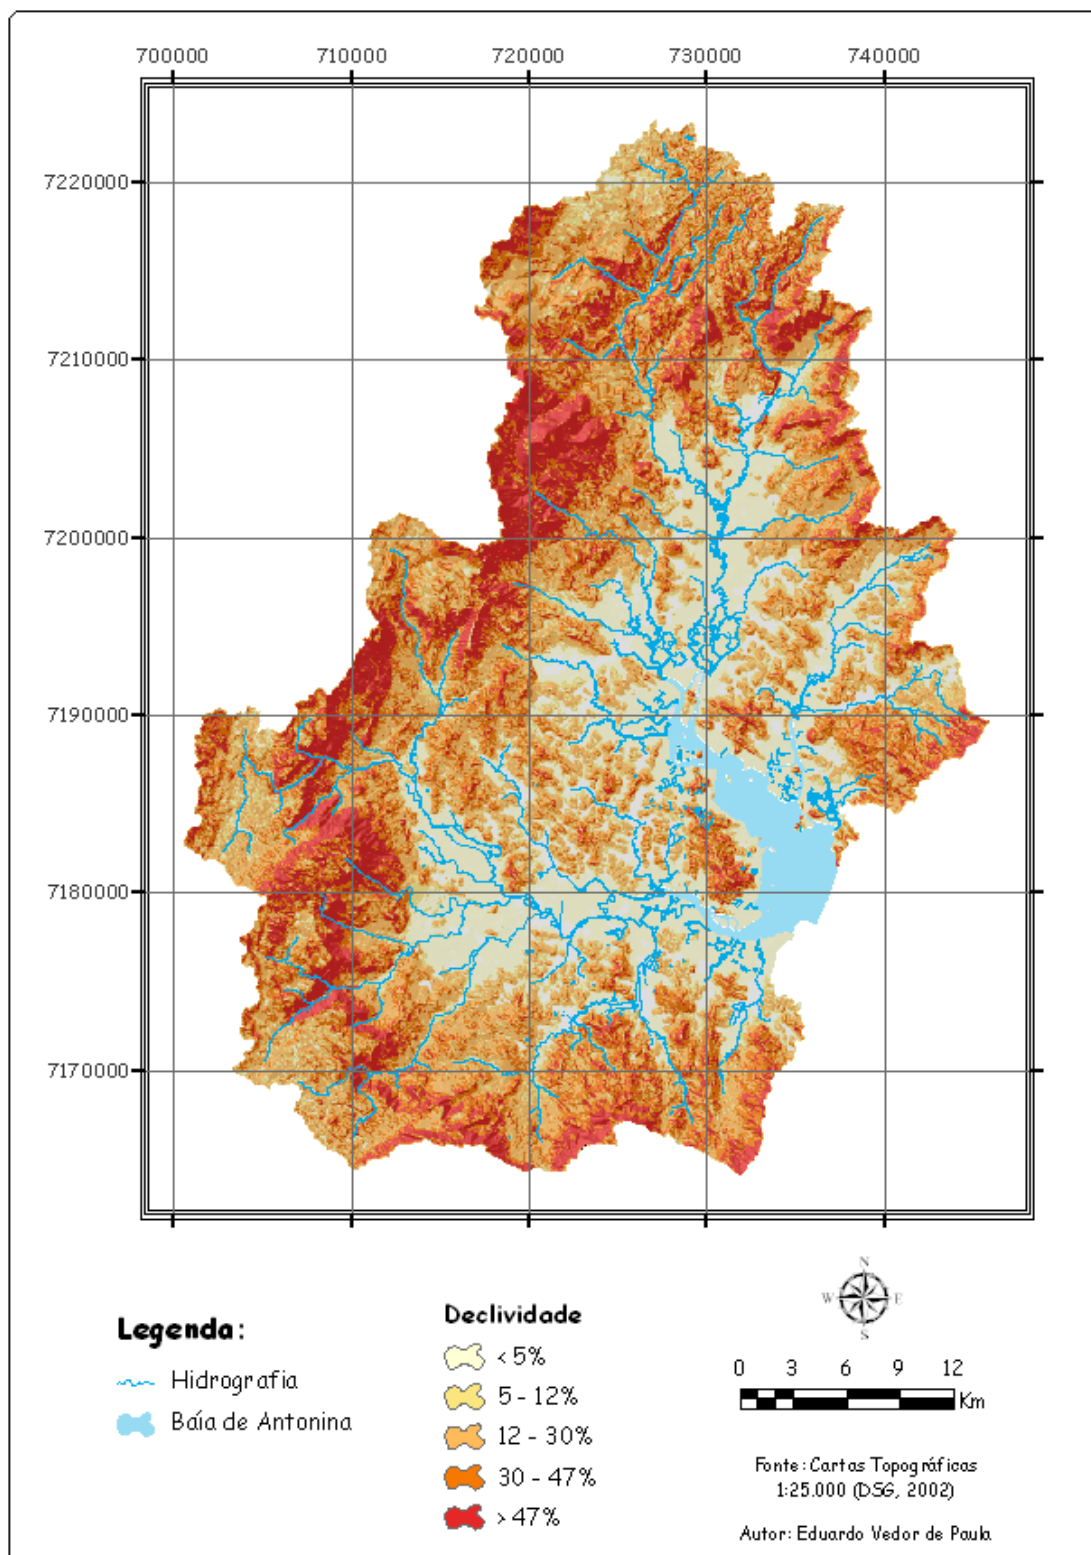 7000000 7100000 720000 730000 740000
7220000
7210000
7200000
7190000
7180000
7170000
Legenda:
Hidrografia
Baía de Antonina
Declividade
< 5%
5 - 12%
12 - 30%
30 - 47%
> 47%
N
W E
S
0 3 6 9 12
Km
Fonte: Cartas Topográficas
1:25.000 (DSG, 2002)
Autor: Eduardo Vedor de Paula